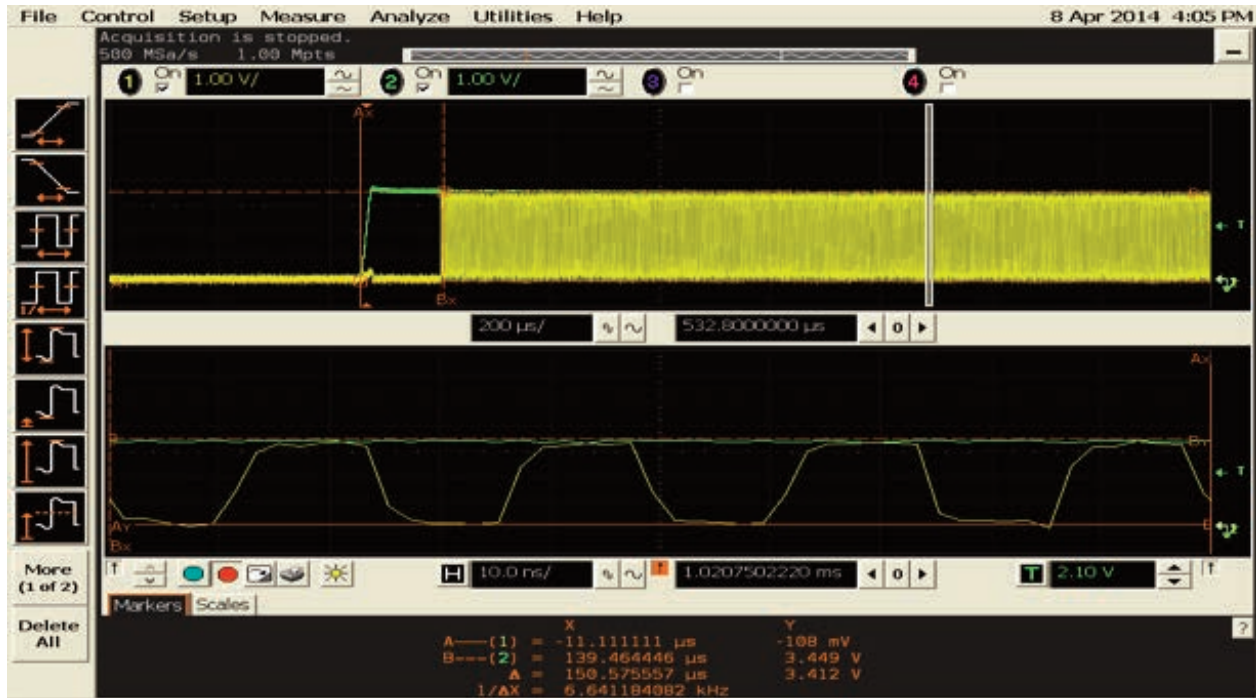 File Control Setup Measure Analyze Utilities Help 8 Apr 2014 4:05 PM
Acquisition is stopped.
500 MSa/s 1.00 Mpts
1 On 1.00 V/ 2 On 1.00 V/ 3 On 4 On
Ax
T
Bx
200 µs/ 532.8000000 µs 0
Ax
By
T
Ay
Bx
More
(1 of 2)
H 10.0 ns/ 1.0207502220 ms 0 T 2.10 V
Markers Scales
Delete
All
?
X Y
A——(1) = -11.111111 µs -108 mV
B---(2) = 139.464446 µs 3.449 V
Δ = 150.575557 µs 3.412 V
1/ΔX = 6.641184082 kHz